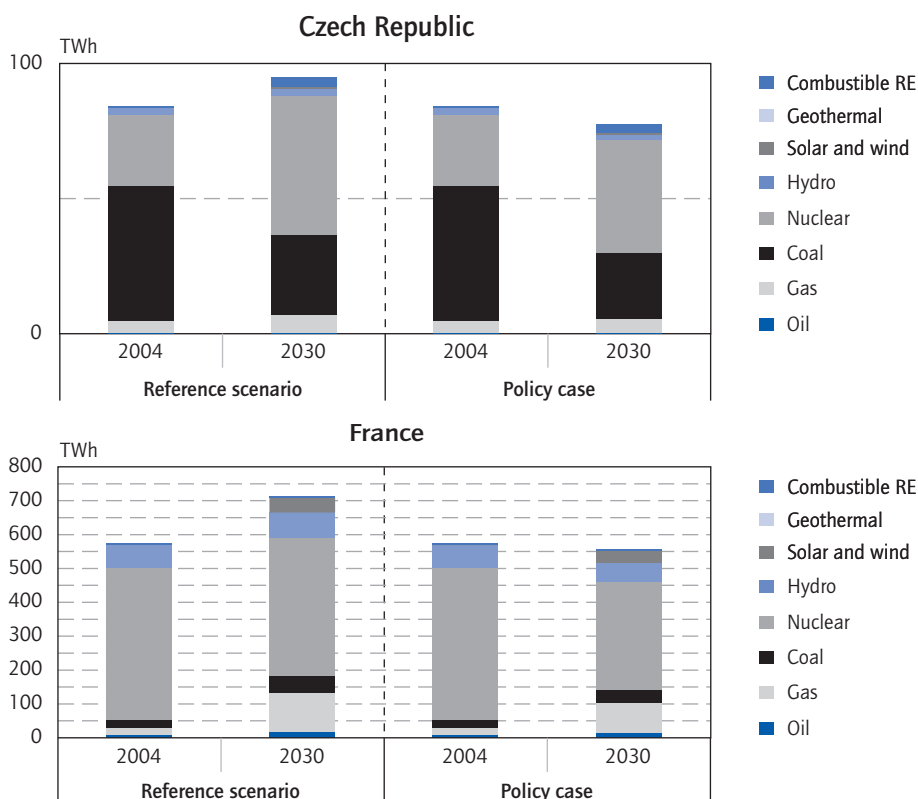 Czech Republic
TWh
100
0
2004 2030 2004 2030
Reference scenario Policy case
Combustible RE
Geothermal
Solar and wind
Hydro
Nuclear
Coal
Gas
Oil
France
TWh
800
700
600
500
400
300
200
100
0
2004 2030 2004 2030
Reference scenario Policy case
Combustible RE
Geothermal
Solar and wind
Hydro
Nuclear
Coal
Gas
Oil